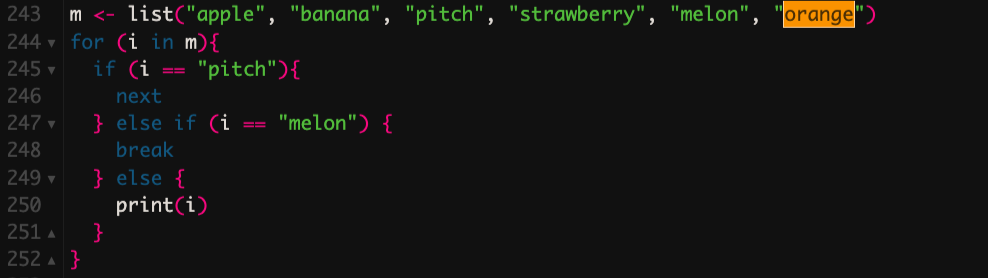 243 m <- list("apple", "banana", "pitch", "strawberry", "melon", "orange")
244 for (i in m){
245   if (i == "pitch"){
246     next
247   } else if (i == "melon") {
248     break
249   } else {
250     print(i)
251   }
252 }